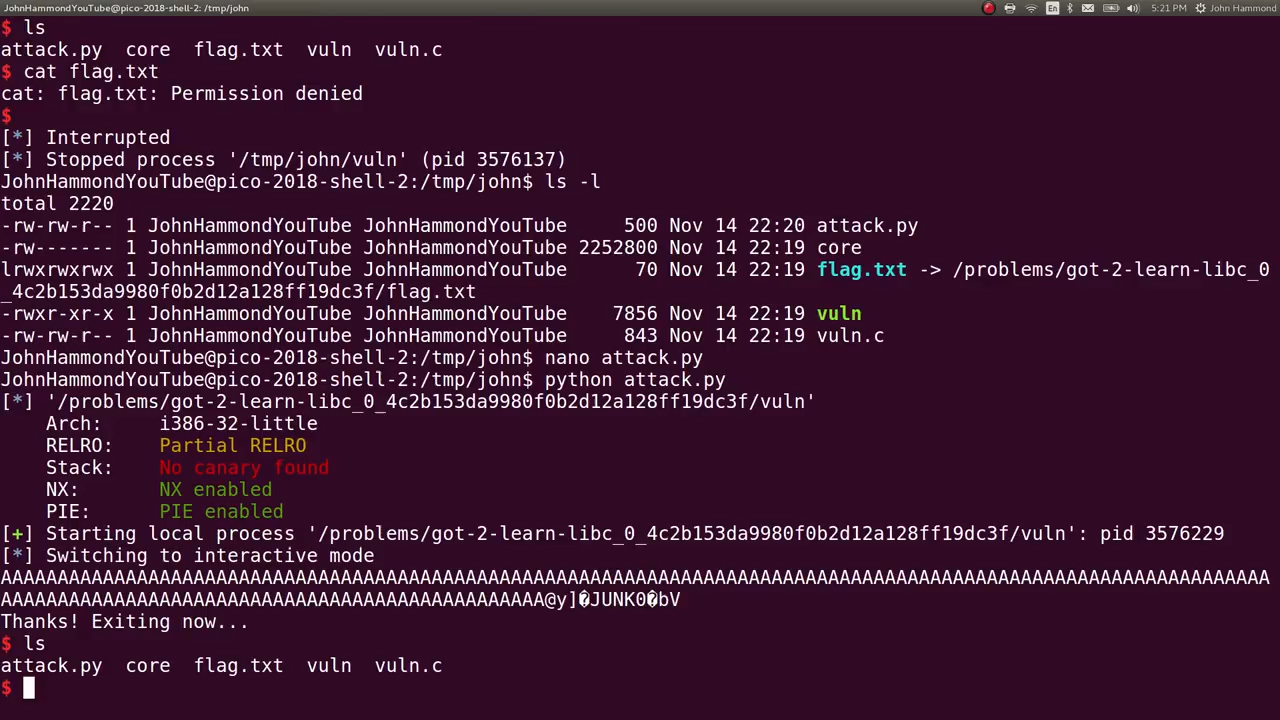 JohnHammondYouTube@pico-2018-shell-2: /tmp/john
En
5:21 PM
John Hammond
$ ls
attack.py  core  flag.txt  vuln  vuln.c
$ cat flag.txt
cat: flag.txt: Permission denied
$
[*] Interrupted
[*] Stopped process '/tmp/john/vuln' (pid 3576137)
JohnHammondYouTube@pico-2018-shell-2:/tmp/john$ ls -l
total 2220
-rw-rw-r-- 1 JohnHammondYouTube JohnHammondYouTube     500 Nov 14 22:20 attack.py
-rw------- 1 JohnHammondYouTube JohnHammondYouTube 2252800 Nov 14 22:19 core
lrwxrwxrwx 1 JohnHammondYouTube JohnHammondYouTube      70 Nov 14 22:19 flag.txt -> /problems/got-2-learn-libc_0
_4c2b153da9980f0b2d12a128ff19dc3f/flag.txt
-rwxr-xr-x 1 JohnHammondYouTube JohnHammondYouTube    7856 Nov 14 22:19 vuln
-rw-rw-r-- 1 JohnHammondYouTube JohnHammondYouTube     843 Nov 14 22:19 vuln.c
JohnHammondYouTube@pico-2018-shell-2:/tmp/john$ nano attack.py
JohnHammondYouTube@pico-2018-shell-2:/tmp/john$ python attack.py
[*] '/problems/got-2-learn-libc_0_4c2b153da9980f0b2d12a128ff19dc3f/vuln'
    Arch:     i386-32-little
    RELRO:    Partial RELRO
    Stack:    No canary found
    NX:       NX enabled
    PIE:      PIE enabled
[+] Starting local process '/problems/got-2-learn-libc_0_4c2b153da9980f0b2d12a128ff19dc3f/vuln': pid 3576229
[*] Switching to interactive mode
AAAAAAAAAAAAAAAAAAAAAAAAAAAAAAAAAAAAAAAAAAAAAAAAAAAAAAAAAAAAAAAAAAAAAAAAAAAAAAAAAAAAAAAAAAAAAAAAAAAAAAAAAAAAAAAA
AAAAAAAAAAAAAAAAAAAAAAAAAAAAAAAAAAAAAAAAAAAAAAAA@y]�JUNK0�bV
Thanks! Exiting now...
$ ls
attack.py  core  flag.txt  vuln  vuln.c
$